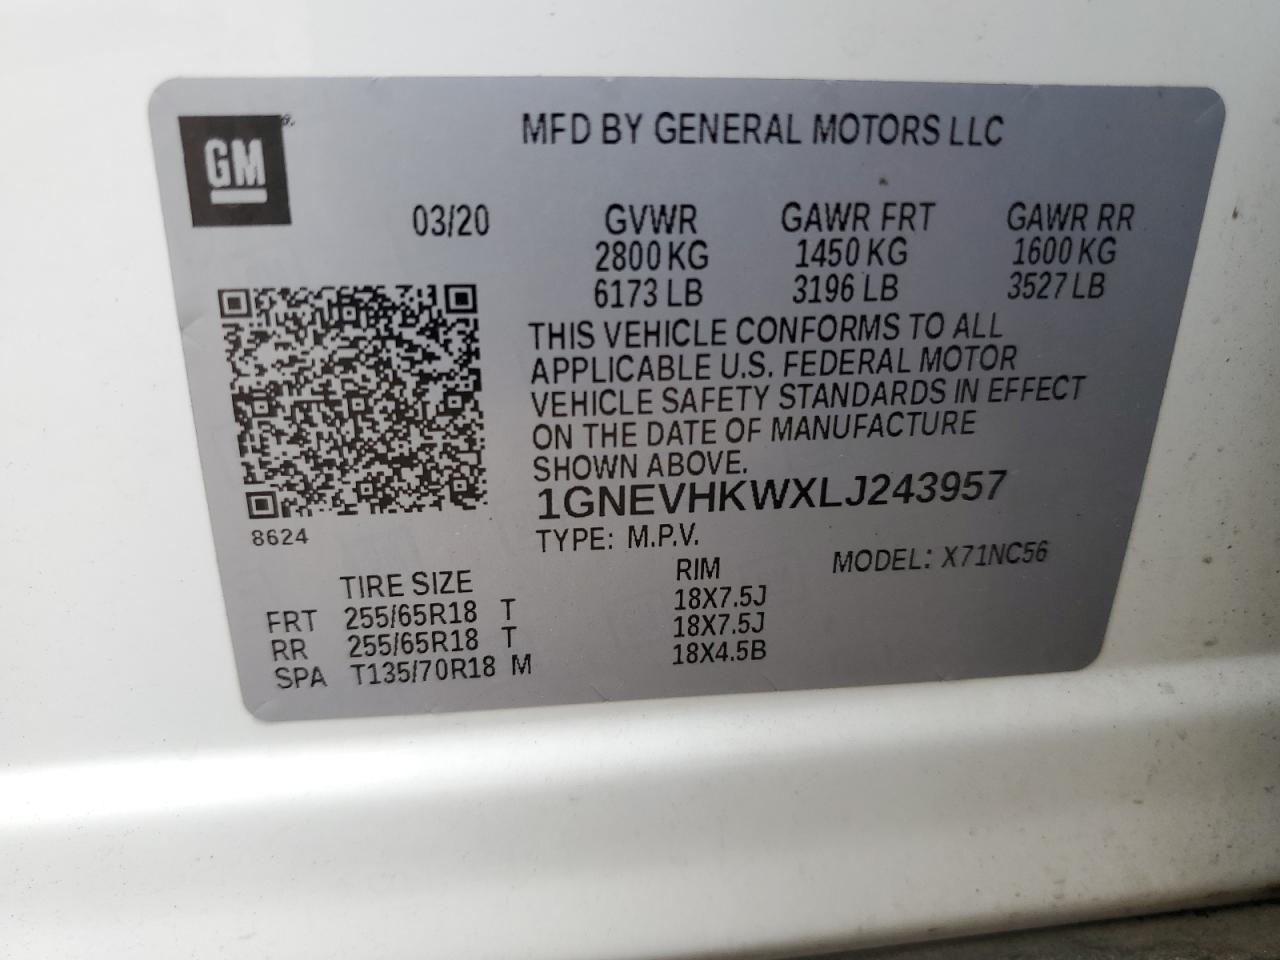 GM
MFD BY GENERAL MOTORS LLC
03/20 GVWR GAWR FRT GAWR RR
2800 KG 1450 KG 1600 KG
6173 LB 3196 LB 3527 LB
THIS VEHICLE CONFORMS TO ALL
APPLICABLE U.S. FEDERAL MOTOR
VEHICLE SAFETY STANDARDS IN EFFECT
ON THE DATE OF MANUFACTURE
SHOWN ABOVE.
1GNEVHKWXLJ243957
8624
TYPE: M.P.V. MODEL: X71NC56
TIRE SIZE RIM
FRT 255/65R18 T 18X7.5J
RR 255/65R18 T 18X7.5J
SPA T135/70R18 M 18X4.5B